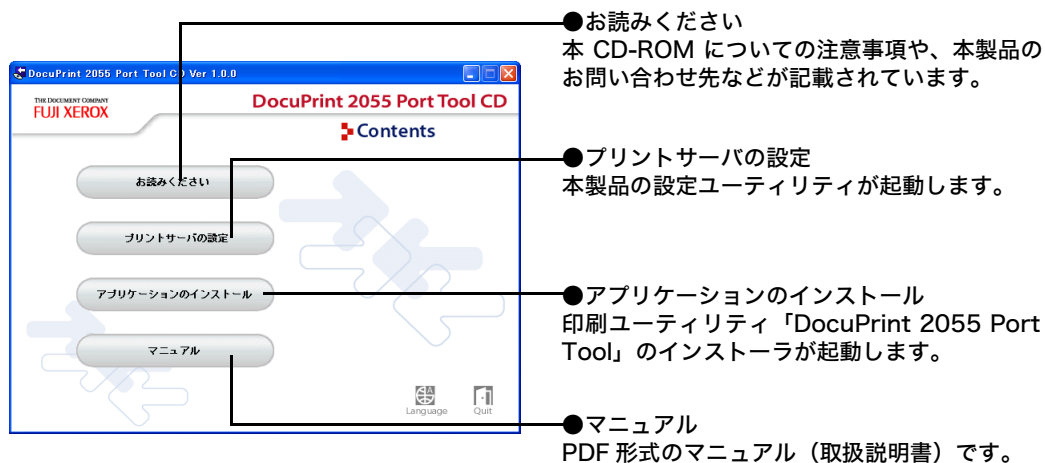 ●お読みください
本 CD-ROM についての注意事項や、本製品の
お問い合わせ先などが記載されています。
DocuPrint 2055 Port Tool CD Ver 1.0.0
THE DOCUMENT COMPANY
FUJI XEROX
DocuPrint 2055 Port Tool CD
Contents
お読みください
プリントサーバの設定
アプリケーションのインストール
マニュアル
Language
Quit
●プリントサーバの設定
本製品の設定ユーティリティが起動します。
●アプリケーションのインストール
印刷ユーティリティ「DocuPrint 2055 Port
Tool」のインストーラが起動します。
●マニュアル
PDF 形式のマニュアル（取扱説明書）です。